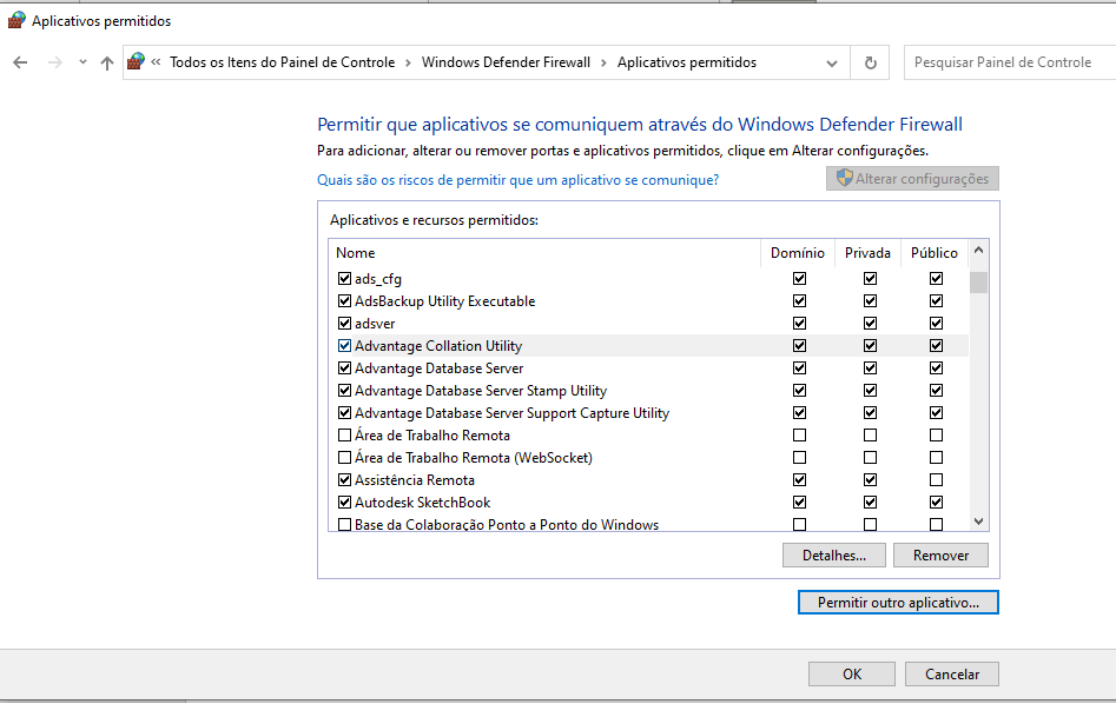 Aplicativos permitidos
« Todos os Itens do Painel de Controle › Windows Defender Firewall › Aplicativos permitidos
Pesquisar Painel de Controle
Permitir que aplicativos se comuniquem através do Windows Defender Firewall
Para adicionar, alterar ou remover portas e aplicativos permitidos, clique em Alterar configurações.
Quais são os riscos de permitir que um aplicativo se comunique?
Alterar configurações
Aplicativos e recursos permitidos:
Nome Domínio Privada Público
ads_cfg
AdsBackup Utility Executable
adsver
Advantage Collation Utility
Advantage Database Server
Advantage Database Server Stamp Utility
Advantage Database Server Support Capture Utility
Área de Trabalho Remota
Área de Trabalho Remota (WebSocket)
Assistência Remota
Autodesk SketchBook
Base da Colaboração Ponto a Ponto do Windows
Detalhes... Remover
Permitir outro aplicativo...
OK Cancelar